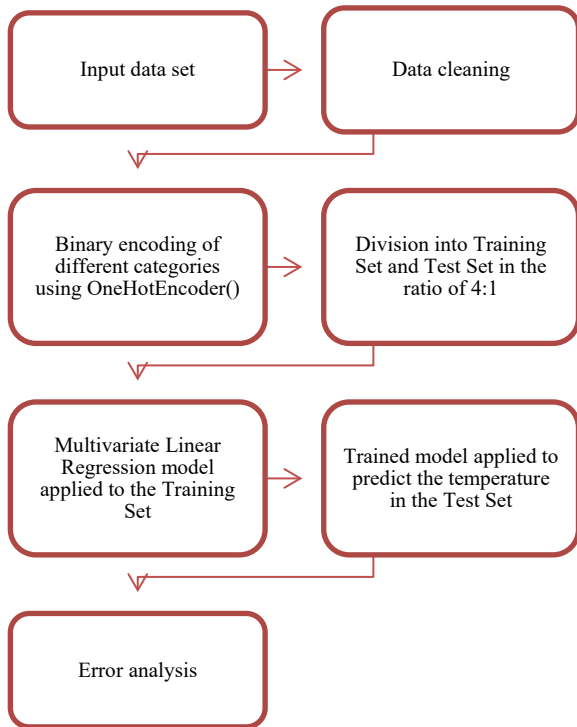 Input data set
Data cleaning
Binary encoding of
different categories
using OneHotEncoder()
Division into Training
Set and Test Set in the
ratio of 4:1
Multivariate Linear
Regression model
applied to the Training
Set
Trained model applied to
predict the temperature
in the Test Set
Error analysis